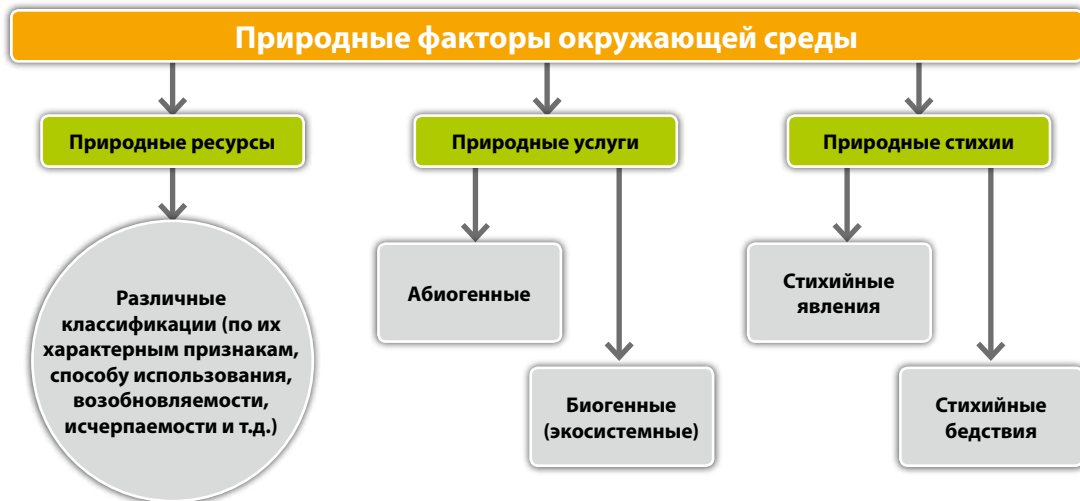 Природные факторы окружающей среды
Природные ресурсы
Природные услуги
Природные стихии
Различные
классификации (по их
характерным признакам,
способу использования,
возобновляемости,
исчерпаемости и т.д.)
Абиогенные
Биогенные
(экосистемные)
Стихийные
явления
Стихийные
бедствия